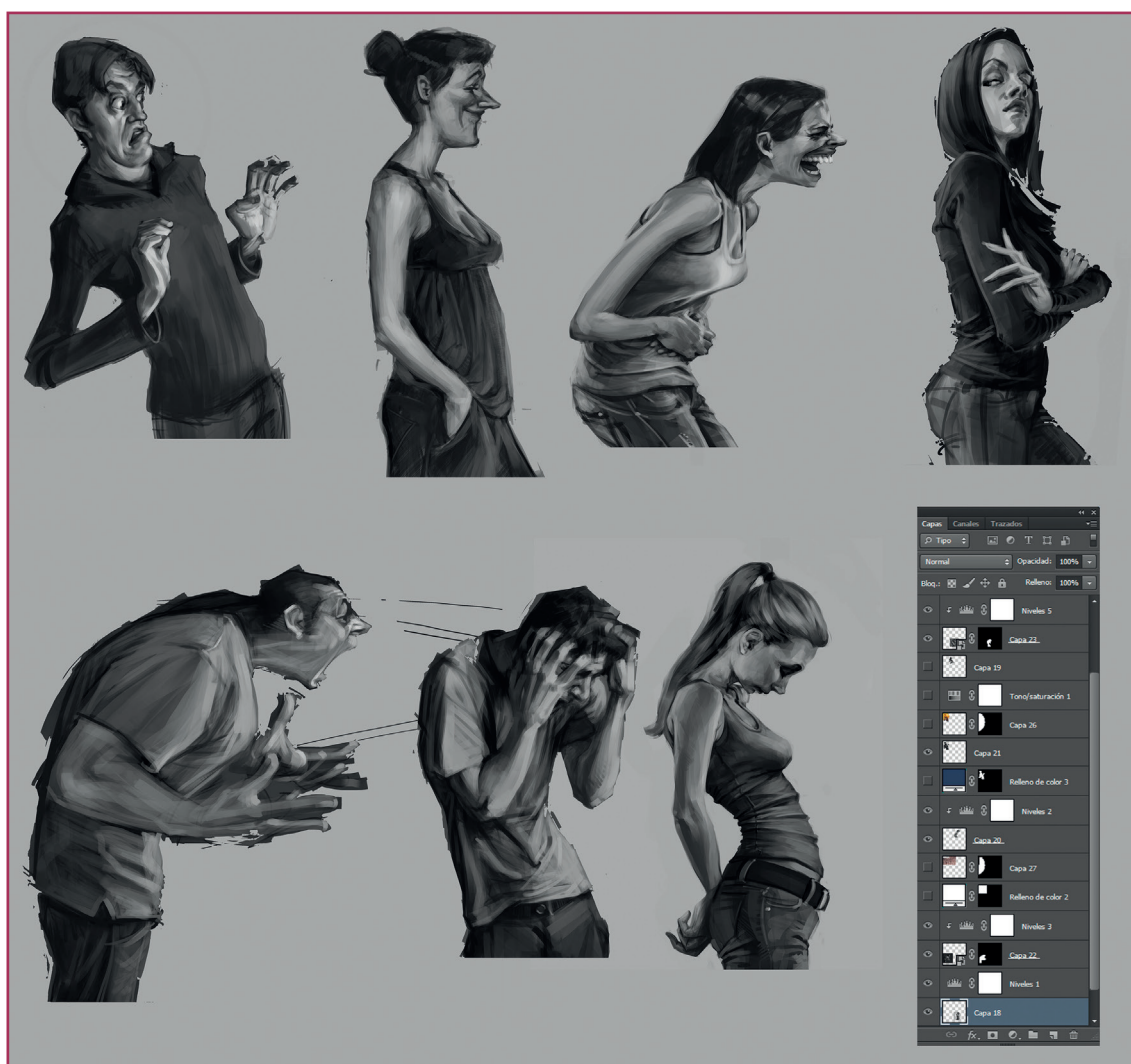 Capas Canales Trazados
Tipo
Normal Opacidad: 100%
Bloq.: Relleno: 100%
Niveles 5
Capa 23
Capa 19
Tono/saturación 1
Capa 26
Capa 21
Relleno de color 3
Niveles 2
Capa 20
Capa 27
Relleno de color 2
Niveles 3
Capa 22
Niveles 1
Capa 18
fx